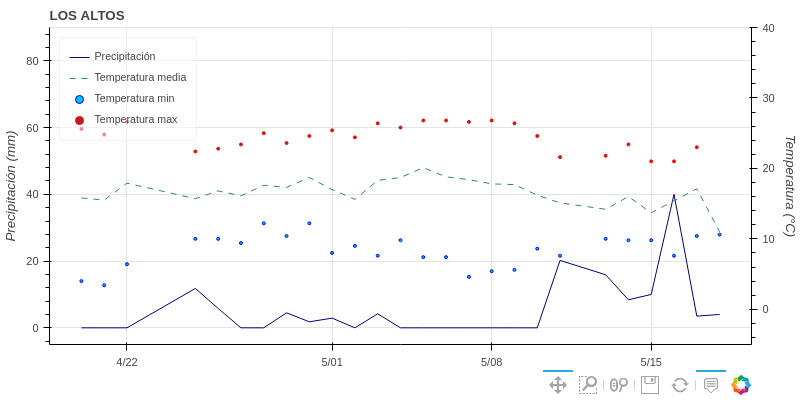 LOS ALTOS
Precipitación
Temperatura media
Temperatura min
Temperatura max
Precipitación (mm)
80
60
40
20
0
Temperatura (°C)
40
30
20
10
0
4/22
5/01
5/08
5/15